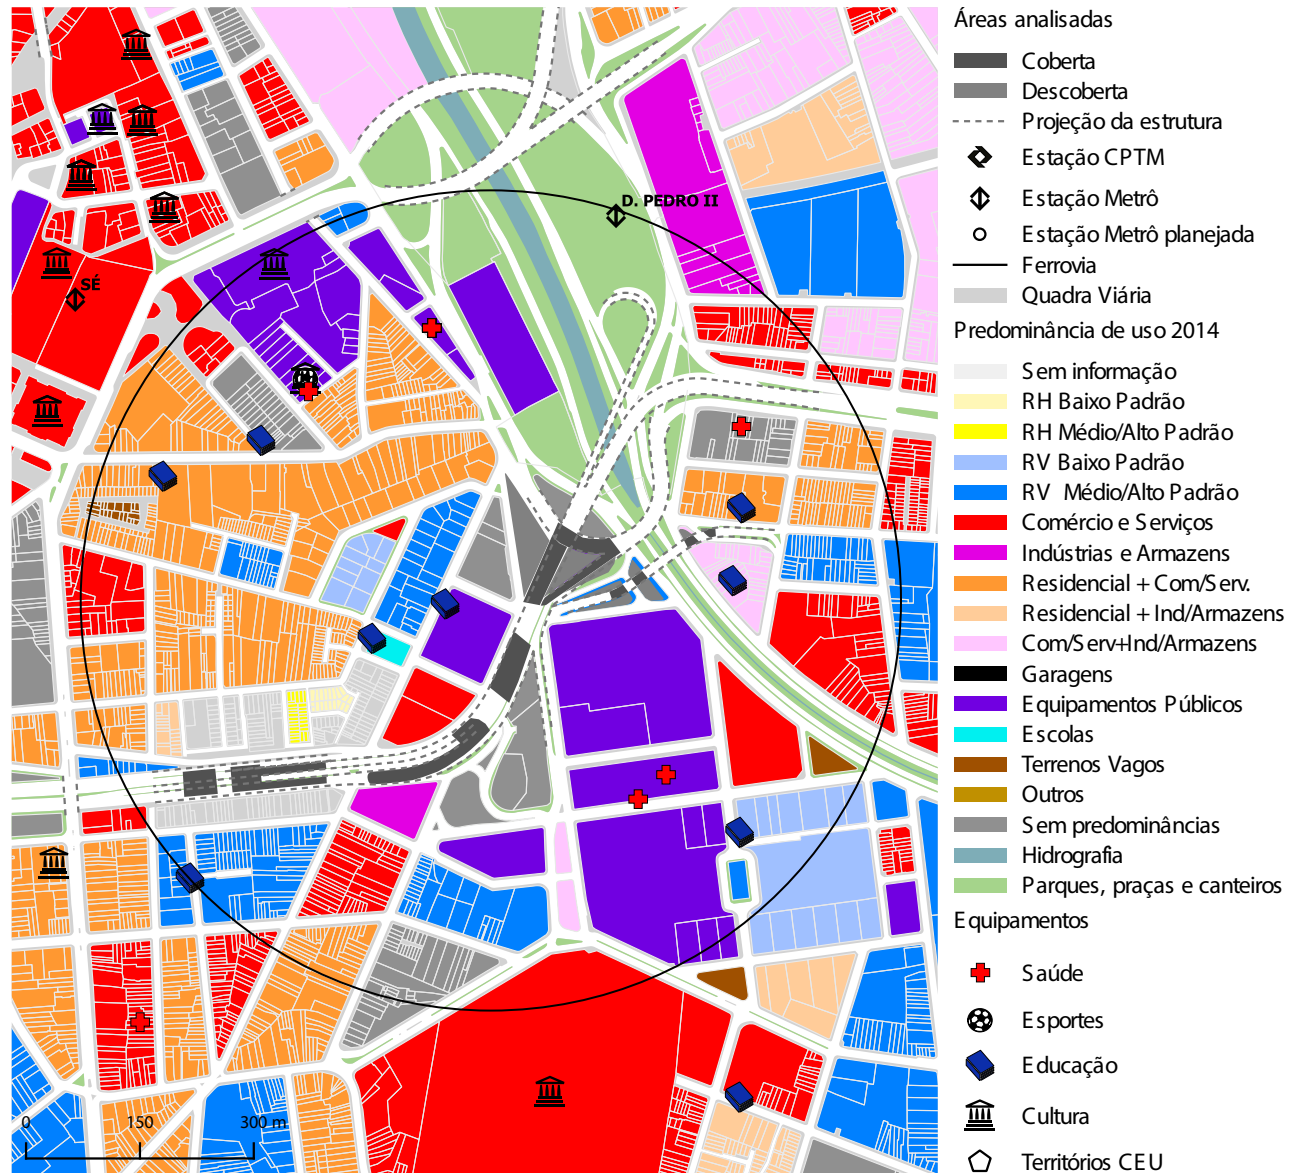 D. PEDRO II
SÉ
0 150 300 m
Áreas analisadas
Coberta
Descoberta
Projeção da estrutura
Estação CPTM
Estação Metrô
Estação Metrô planejada
Ferrovia
Quadra Viária
Predominância de uso 2014
Sem informação
RH Baixo Padrão
RH Médio/Alto Padrão
RV Baixo Padrão
RV Médio/Alto Padrão
Comércio e Serviços
Indústrias e Armazens
Residencial + Com/Serv.
Residencial + Ind/Armazens
Com/Serv+Ind/Armazens
Garagens
Equipamentos Públicos
Escolas
Terrenos Vagos
Outros
Sem predominâncias
Hidrografia
Parques, praças e canteiros
Equipamentos
Saúde
Esportes
Educação
Cultura
Territórios CEU